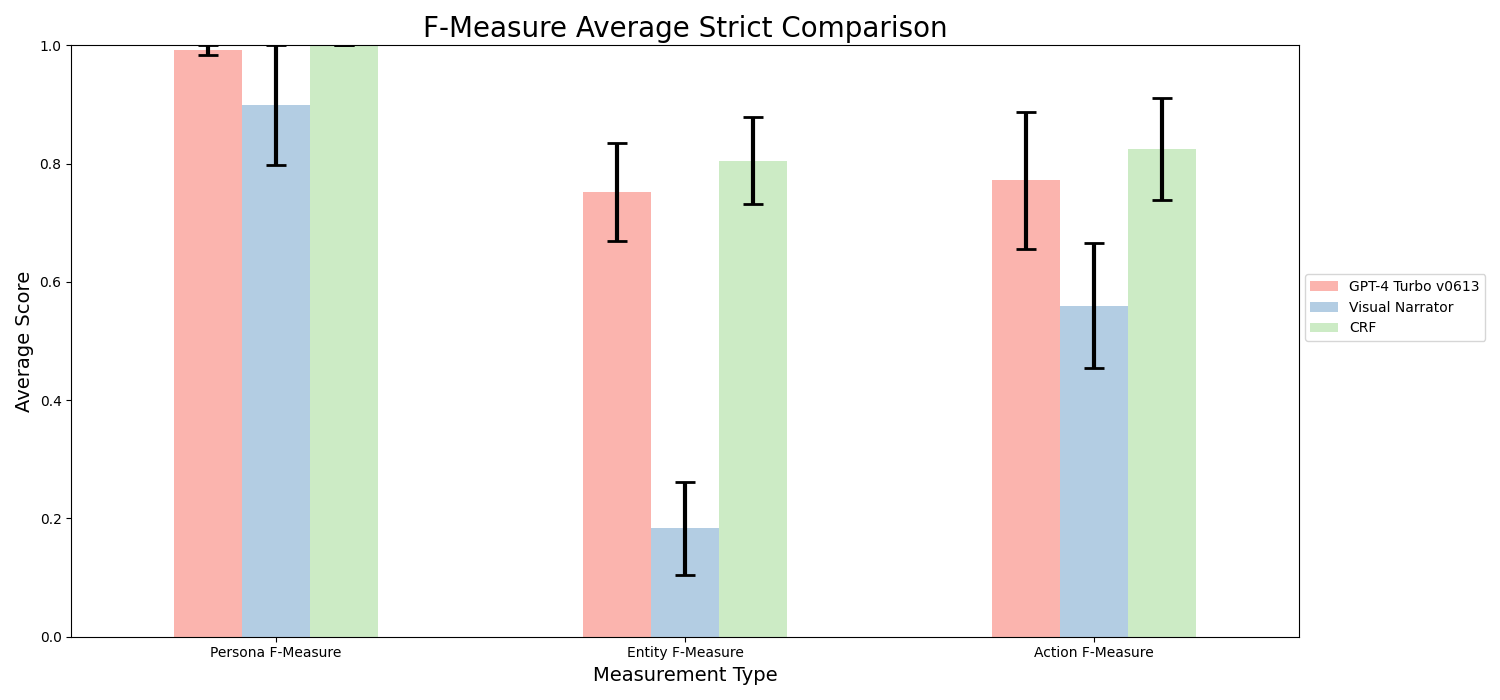 F-Measure Average Strict Comparison
1.0
0.8
0.6
0.4
0.2
0.0
Average Score
Persona F-Measure
Entity F-Measure
Action F-Measure
Measurement Type
GPT-4 Turbo v0613
Visual Narrator
CRF